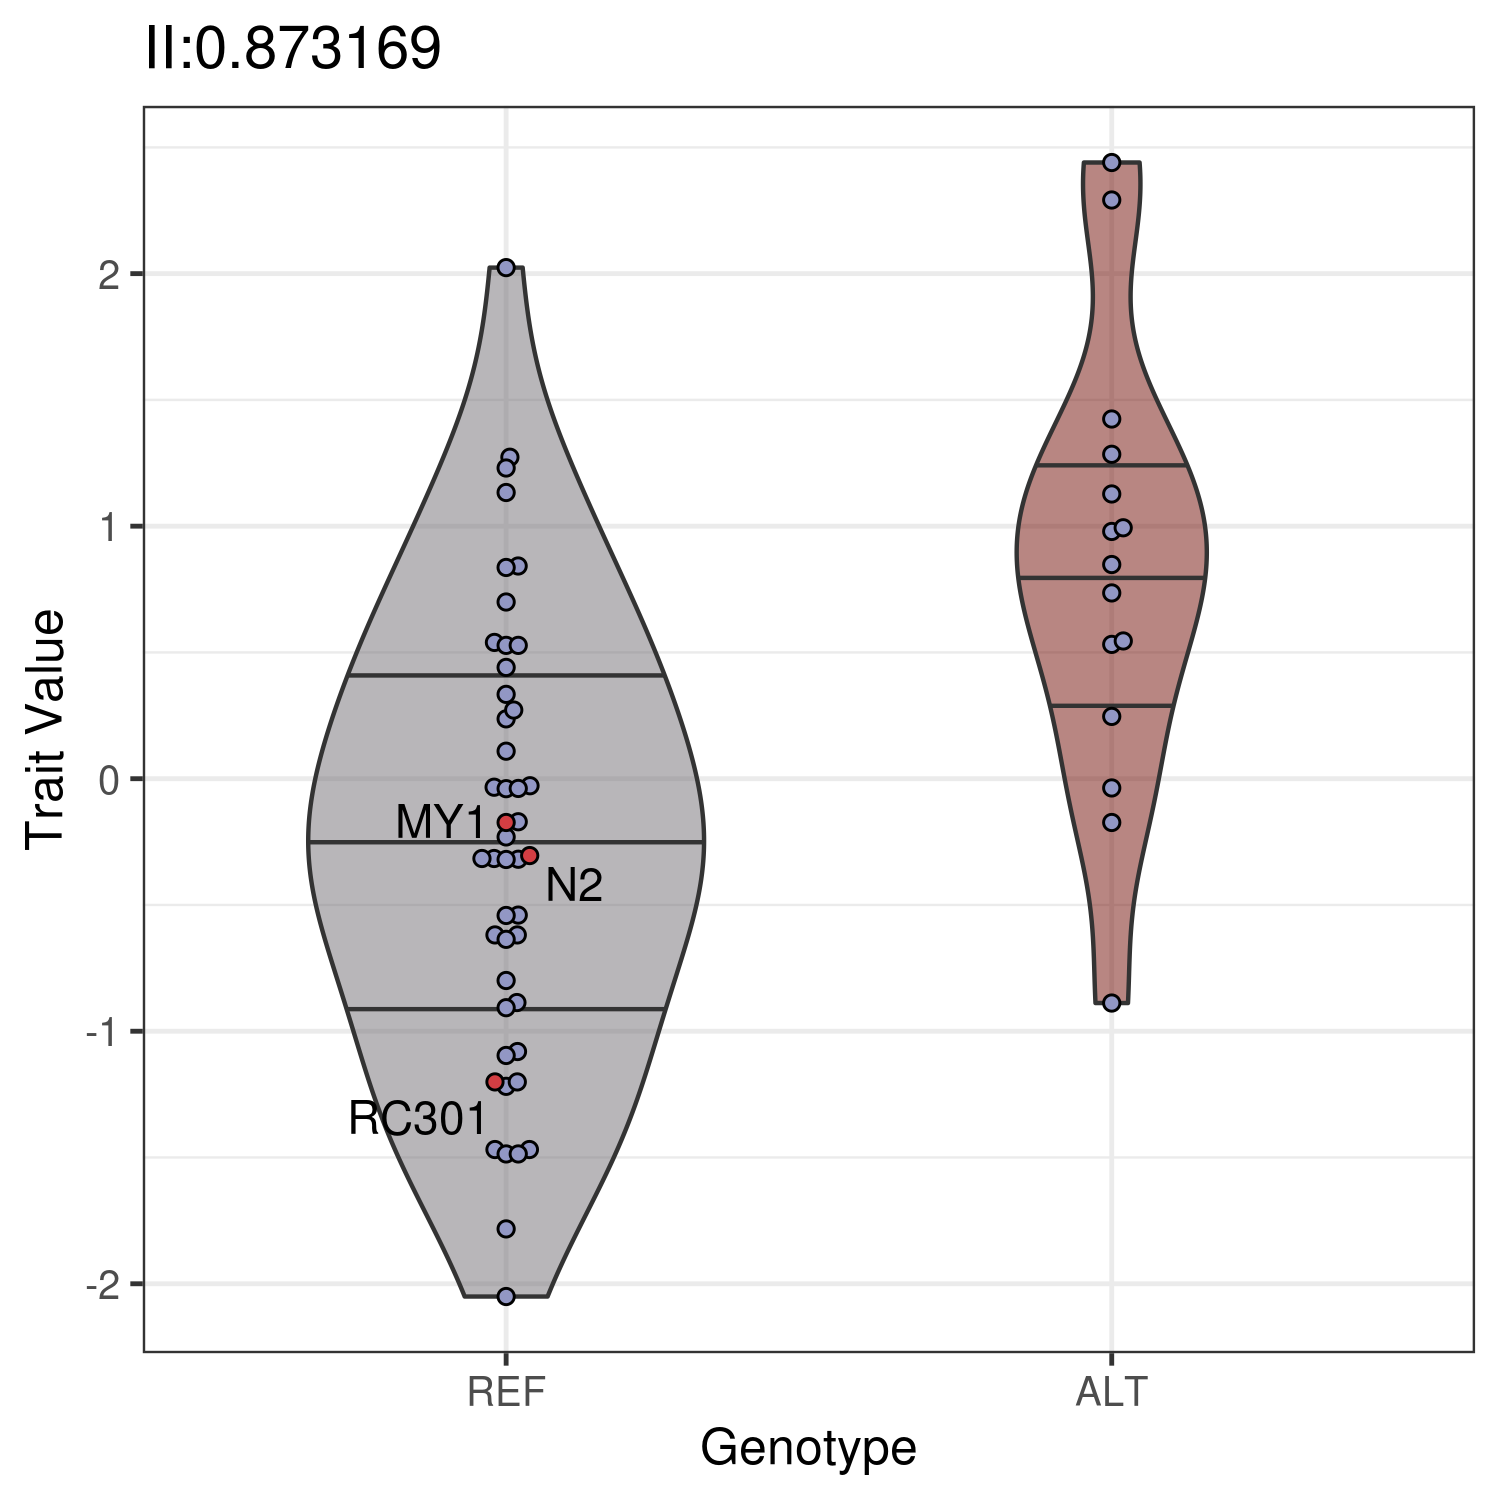 II:0.873169
Trait Value
2
1
0
-1
-2
MY1
N2
RC301
REF
ALT
Genotype